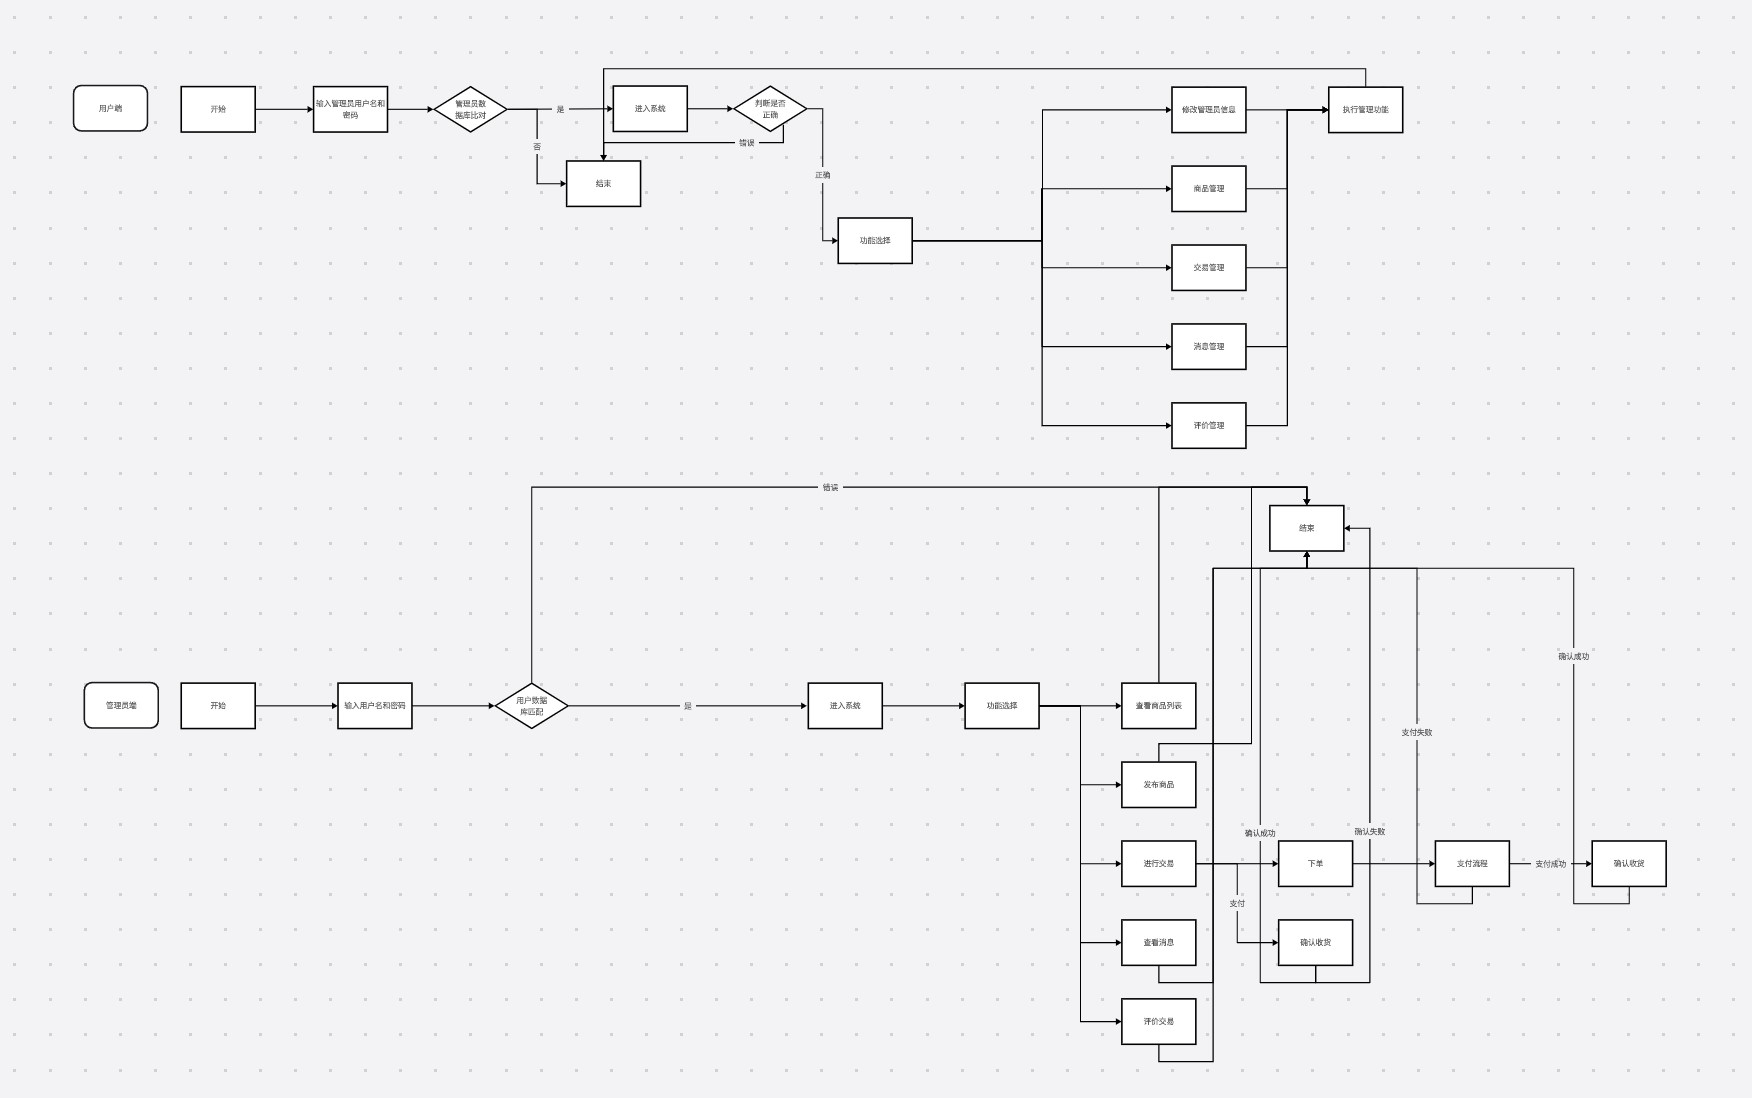 用户端
开始
输入管理员用户名和
密码
管理员数
据库比对
是
否
进入系统
判断是否
正确
错误
正确
结束
功能选择
修改管理员信息
执行管理功能
商品管理
交易管理
消息管理
评价管理
错误
结束
确认成功
管理员端
开始
输入用户名和密码
用户数据
库匹配
是
进入系统
功能选择
查看商品列表
支付失败
发布商品
确认成功
确认失败
进行交易
下单
支付流程
支付成功
确认收货
支付
查看消息
确认收货
评价交易